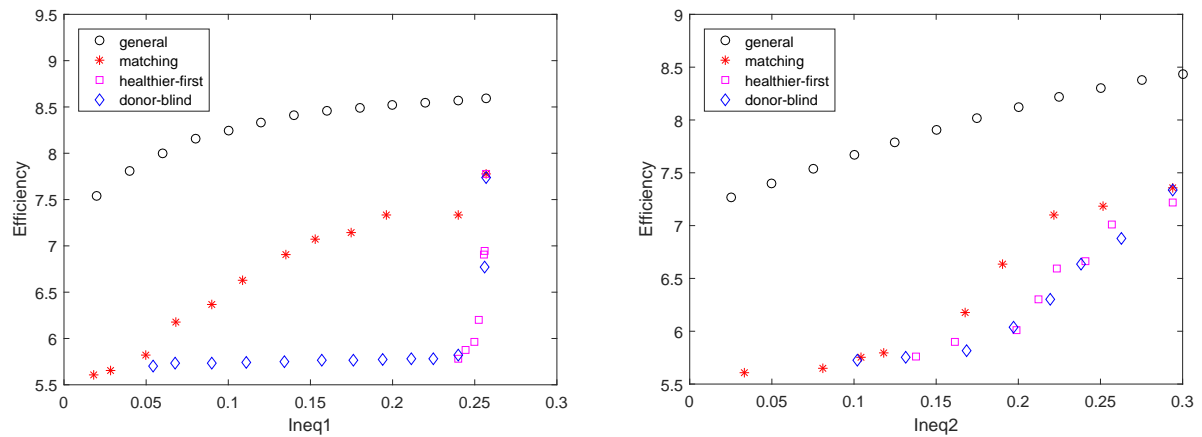 9.5
9
8.5
8
7.5
7
6.5
6
5.5
Efficiency
general
matching
healthier-first
donor-blind
0 0.05 0.1 0.15 0.2 0.25 0.3
Ineq1
9
8.5
8
7.5
7
6.5
6
5.5
5
Efficiency
general
matching
healthier-first
donor-blind
0 0.05 0.1 0.15 0.2 0.25 0.3
Ineq2